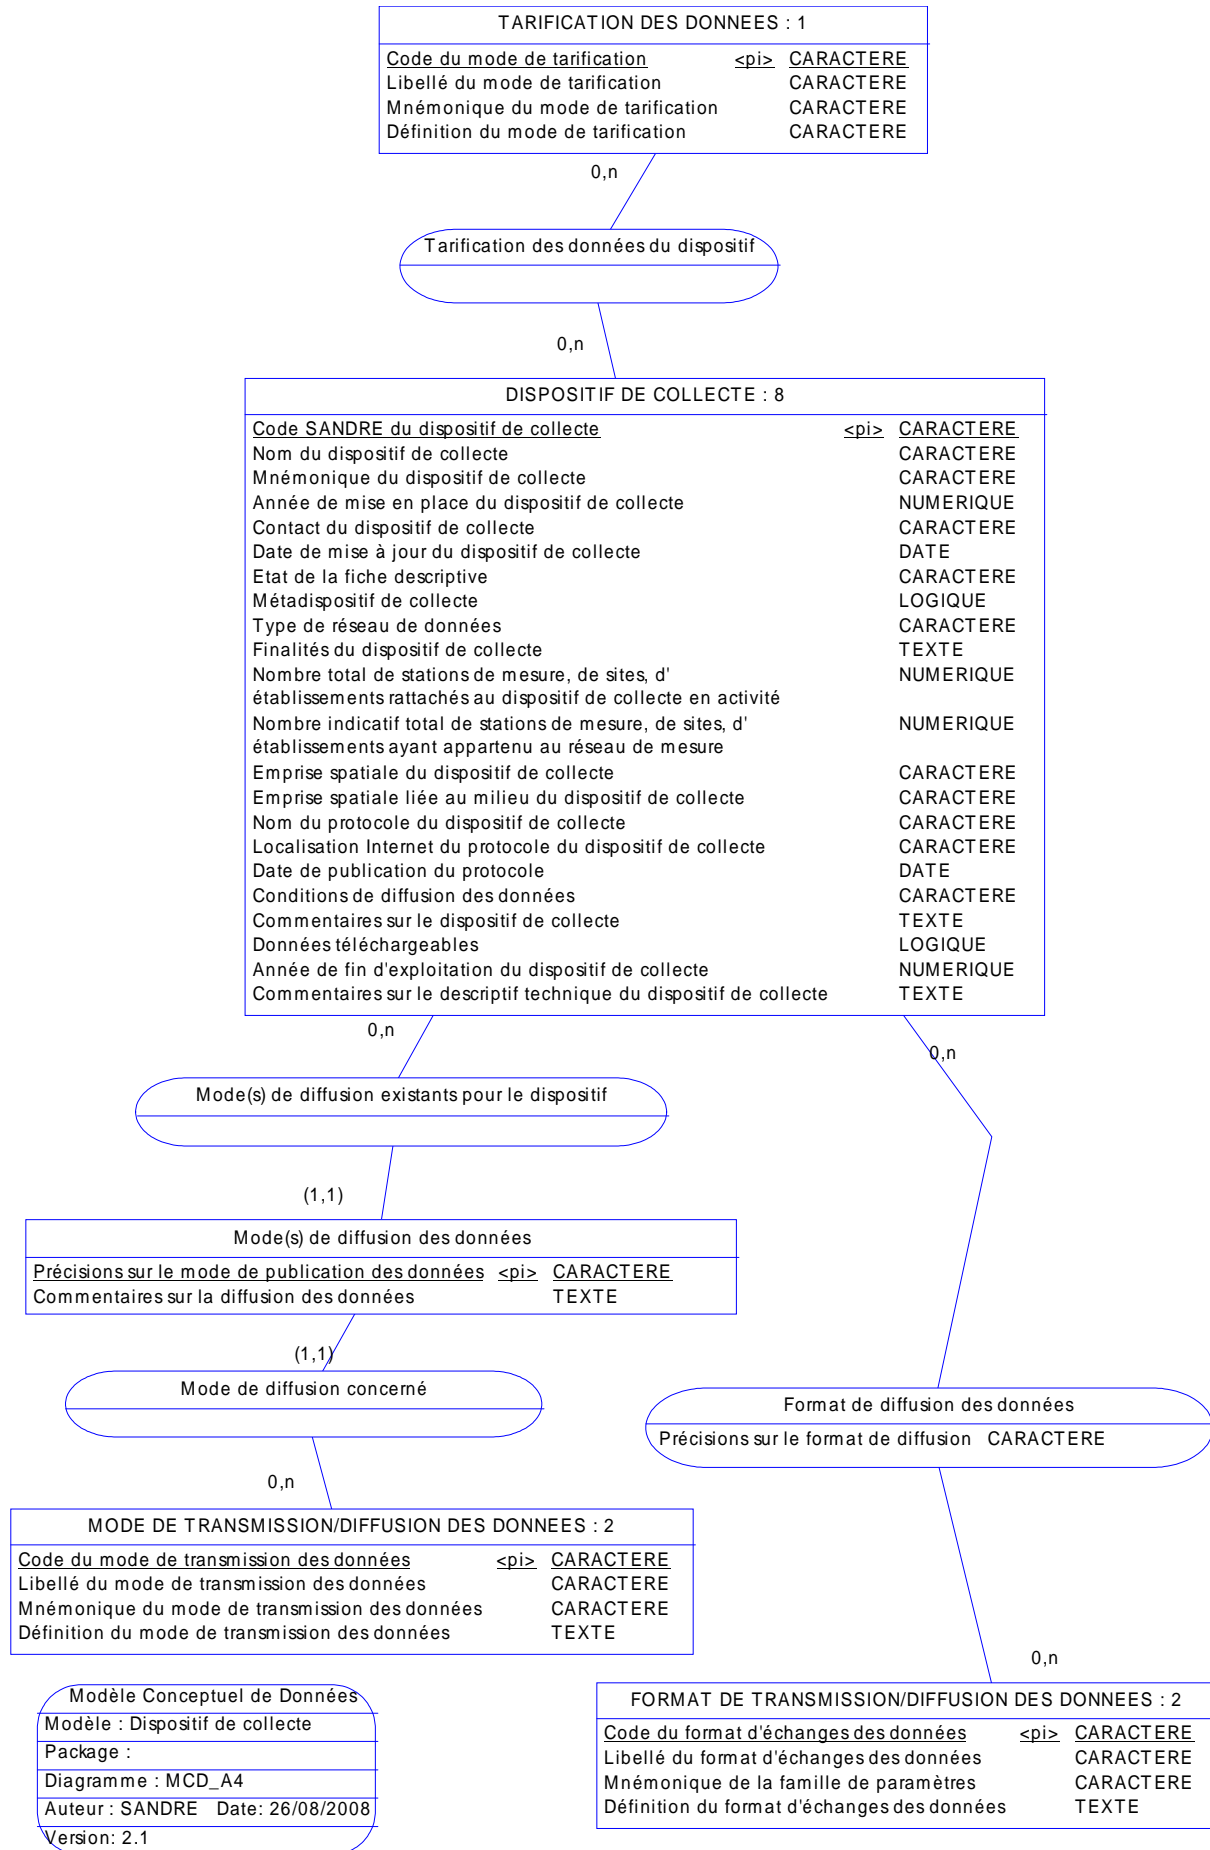 TARIFICATION DES DONNEES : 1
Code du mode de tarification <pi> CARACTERE
Libellé du mode de tarification CARACTERE
Mnémonique du mode de tarification CARACTERE
Définition du mode de tarification CARACTERE
0,n
Tarification des données du dispositif
0,n
DISPOSITIF DE COLLECTE : 8
Code SANDRE du dispositif de collecte <pi> CARACTERE
Nom du dispositif de collecte CARACTERE
Mnémonique du dispositif de collecte CARACTERE
Année de mise en place du dispositif de collecte NUMERIQUE
Contact du dispositif de collecte CARACTERE
Date de mise à jour du dispositif de collecte DATE
Etat de la fiche descriptive CARACTERE
Métadispositif de collecte LOGIQUE
Type de réseau de données CARACTERE
Finalités du dispositif de collecte TEXTE
Nombre total de stations de mesure, de sites, d' NUMERIQUE
établissements rattachés au dispositif de collecte en activité
Nombre indicatif total de stations de mesure, de sites, d' NUMERIQUE
établissements ayant appartenu au réseau de mesure
Emprise spatiale du dispositif de collecte CARACTERE
Emprise spatiale liée au milieu du dispositif de collecte CARACTERE
Nom du protocole du dispositif de collecte CARACTERE
Localisation Internet du protocole du dispositif de collecte CARACTERE
Date de publication du protocole DATE
Conditions de diffusion des données CARACTERE
Commentaires sur le dispositif de collecte TEXTE
Données téléchargeables LOGIQUE
Année de fin d'exploitation du dispositif de collecte NUMERIQUE
Commentaires sur le descriptif technique du dispositif de collecte TEXTE
0,n
0,n
Mode(s) de diffusion existants pour le dispositif
(1,1)
Mode(s) de diffusion des données
Précisions sur le mode de publication des données <pi> CARACTERE
Commentaires sur la diffusion des données TEXTE
(1,1)
Mode de diffusion concerné
Format de diffusion des données
Précisions sur le format de diffusion CARACTERE
0,n
MODE DE TRANSMISSION/DIFFUSION DES DONNEES : 2
Code du mode de transmission des données <pi> CARACTERE
Libellé du mode de transmission des données CARACTERE
Mnémonique du mode de transmission des données CARACTERE
Définition du mode de transmission des données TEXTE
0,n
FORMAT DE TRANSMISSION/DIFFUSION DES DONNEES : 2
Code du format d'échanges des données <pi> CARACTERE
Libellé du format d'échanges des données CARACTERE
Mnémonique de la famille de paramètres CARACTERE
Définition du format d'échanges des données TEXTE
Modèle Conceptuel de Données
Modèle : Dispositif de collecte
Package :
Diagramme : MCD_A4
Auteur : SANDRE Date: 26/08/2008
Version: 2.1